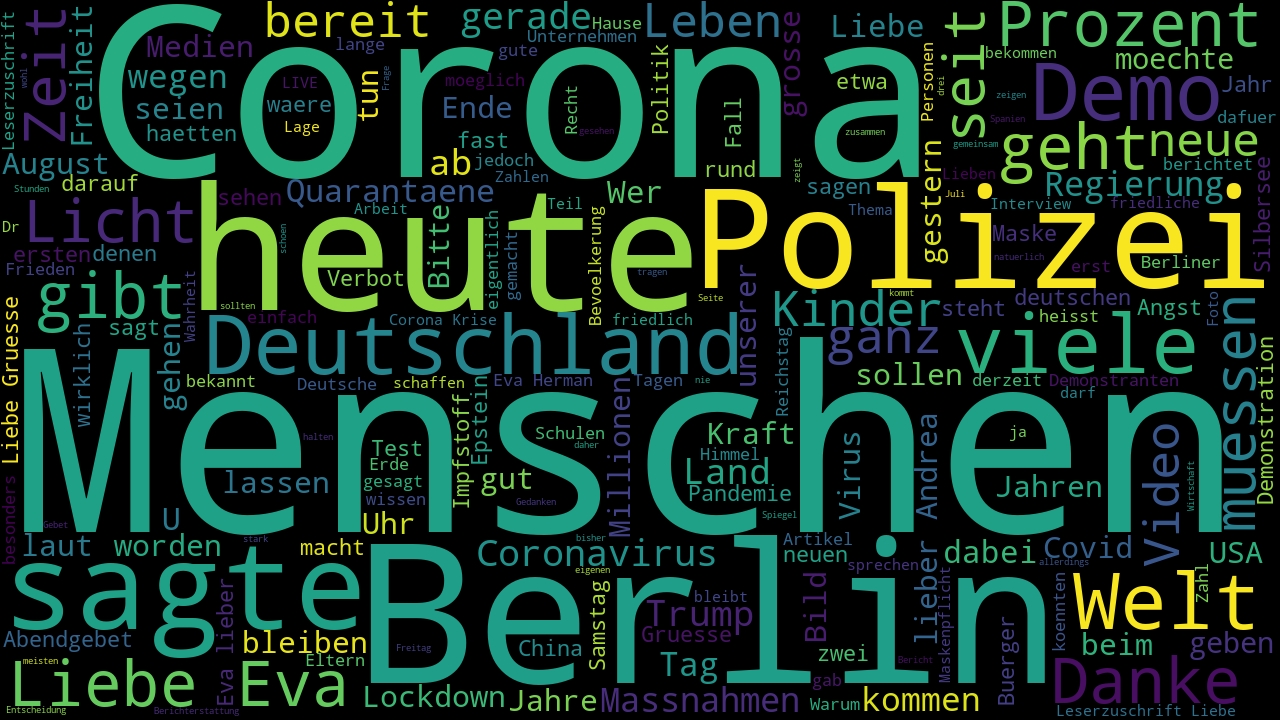 Leserzuschrift
wohl
Zeit
Freiheit
Medien
wegen
seien
haetten
August
darauf
bereit
lange
LIVE
waere
Lage
tun
Frage
Corona
gerade
Hause
Unternehmen
gute
moeglich
Ende
fast
ab
jedoch
Zahlen
Recht
gesehen
Leben
Politik
Fall
rund
grosse
Liebe
etwa
zusammen
zeigt
Personen
drei
seit
Prozent
bekommen
moechte
zeigen
Demo
Jahr
dafuer
Spanien
gemeinsam
geht
neue
berichtet
Stunden
Dr
Licht
ersten
denen
Frieden
sehen
Quarantaene
Arbeit
schoen
heute
Verbot
Bitte
eigentlich
gemacht
Teil
Bevoelkerung
Wer
tragen
sagen
Thema
Polizei
Seite
gestern
Lieben
Juli
Regierung
Interview
friedliche
Maske
natuerlich
erst
Berliner
Silbersee
gibt
sagt
Wahrheit
sollten
einfach
Corona Krise
friedlich
unserer
kommt
Kinder
steht
deutschen
heisst
Angst
Foto
Liebe Gruesse
wirklich
gehen
Deutschland
bekannt
Deutsche
schaffen
Eva Herman
Tagen
nie
Reichstag
ganz
viele
sollen
derzeit
Demonstranten
darf
muessen
Demonstration
Menschen
halten
Test
Erde
gesagt
wissen
Impfstoff
Epstein
Schulen
daher
gut
Gedanken
Millionen
Kraft
Himmel
Land
Pandemie
Spiegel
Virus
Andrea
ja
Jahren
Video
Wirtschaft
besonders
Gebet
lassen
U
Uhr
stark
laut
worden
macht
Coronavirus
bisher
Artikel
neuen
sprechen
dabei
Covid
allerdings
USA
sagte
Berlin
eigenen
Samstag
bleibt
Trump
Gruesse
Bild
lieber
Maskenpflicht
Welt
Zahl
Abendgebet
Eva lieber
bleiben
Eltern
Freitag
China
Tag
zwei
gab
Bericht
Buerger
koennten
beim
geben
meisten
Liebe
Eva
Lockdown
Jahre
Massnahmen
Warum
kommen
Danke
Entscheidung
Berichterstattung
Leserzuschrift Liebe